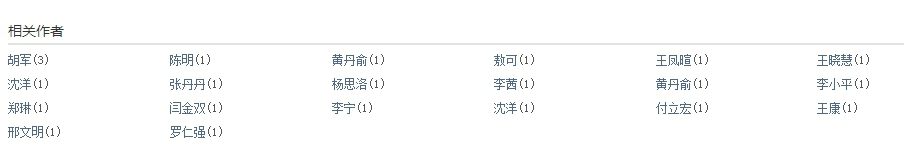 相关作者
胡军(3) 陈明(1) 黄丹俞(1) 敖可(1) 王凤暄(1) 王晓慧(1)
沈洋(1) 张丹丹(1) 杨思洛(1) 李茜(1) 黄丹俞(1) 李小平(1)
郑琳(1) 闫金双(1) 李宁(1) 沈洋(1) 付立宏(1) 王康(1)
邢文明(1) 罗仁强(1)